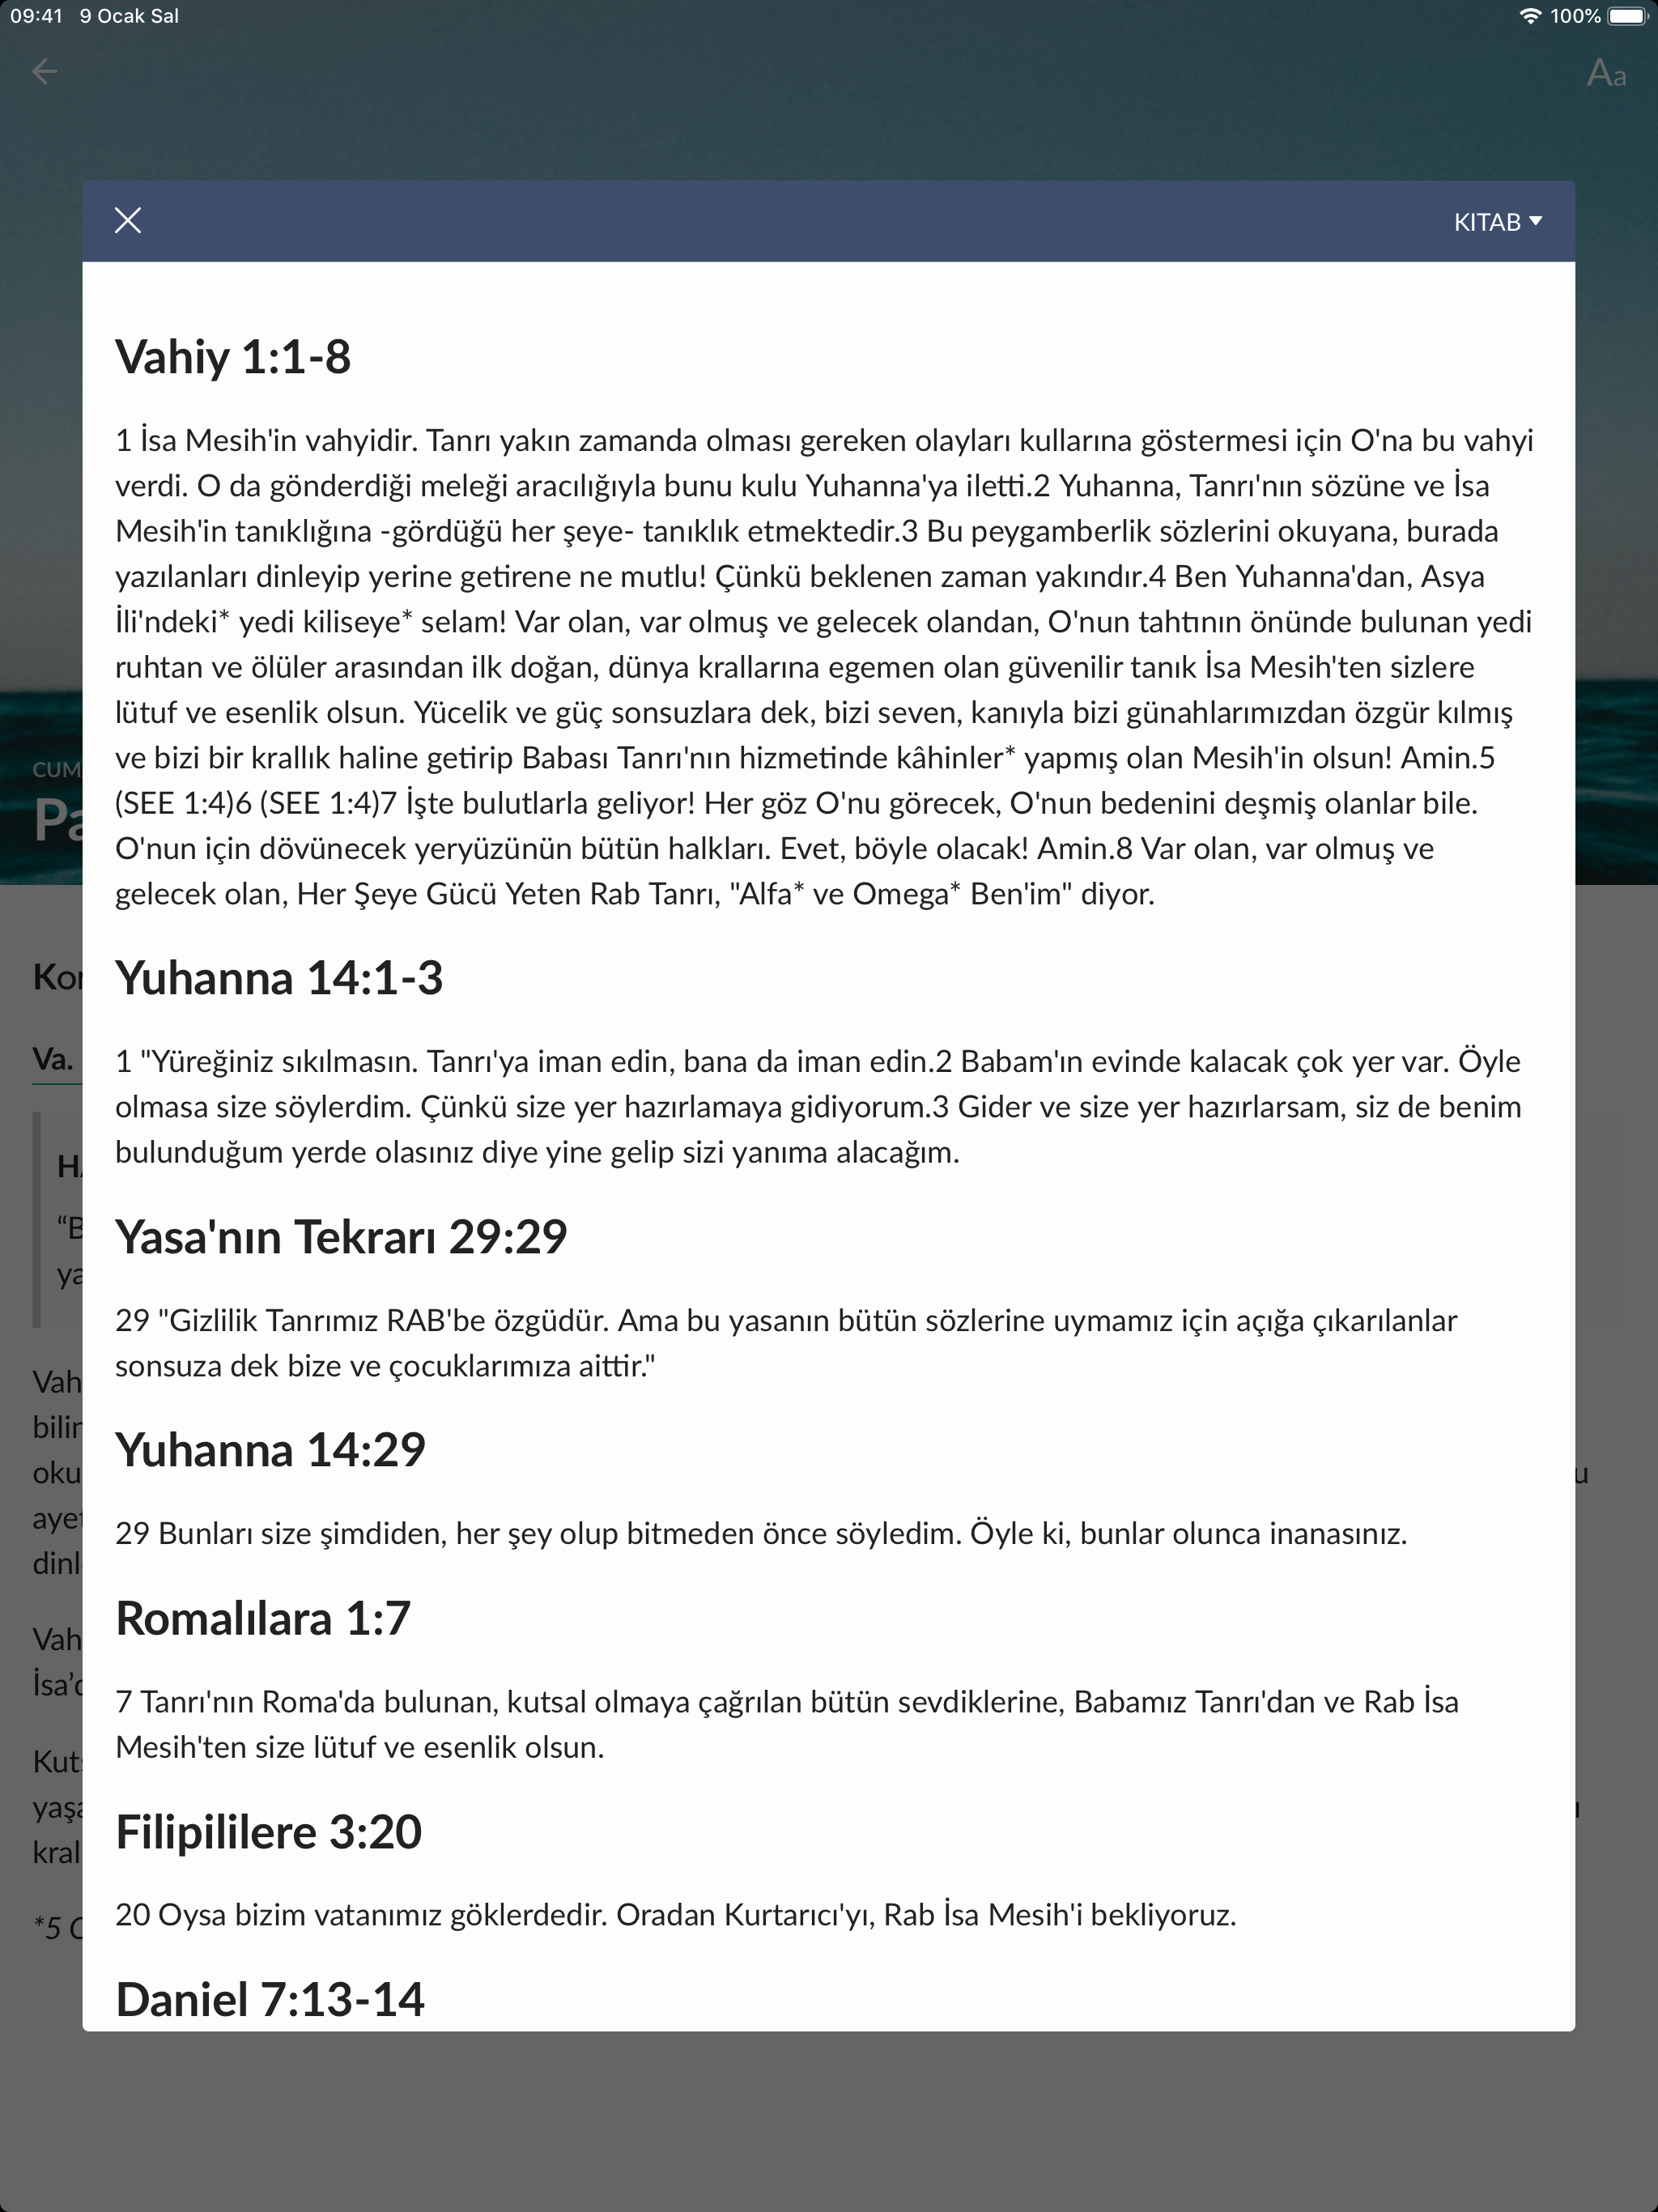 09:41 9 Ocak Sal
100%
Aa
KITAB
Vahiy 1:1-8
1 İsa Mesih'in vahyidir. Tanrı yakın zamanda olması gereken olayları kullarına göstermesi için O'na bu vahyi
verdi. O da gönderdiği meleği aracılığıyla bunu kulu Yuhanna'ya iletti.2 Yuhanna, Tanrı'nın sözüne ve İsa
Mesih'in tanıklığına -gördüğü her şeye- tanıklık etmektedir.3 Bu peygamberlik sözlerini okuyana, burada
yazılanları dinleyip yerine getirene ne mutlu! Çünkü beklenen zaman yakındır.4 Ben Yuhanna'dan, Asya
İli'ndeki* yedi kiliseye* selam! Var olan, var olmuş ve gelecek olandan, O'nun tahtının önünde bulunan yedi
ruhtan ve ölüler arasından ilk doğan, dünya krallarına egemen olan güvenilir tanık İsa Mesih'ten sizlere
lütuf ve esenlik olsun. Yücelik ve güç sonsuzlara dek, bizi seven, kanıyla bizi günahlarımızdan özgür kılmış
ve bizi bir krallık haline getirip Babası Tanrı'nın hizmetinde kâhinler* yapmış olan Mesih'in olsun! Amin.5
(SEE 1:4)6 (SEE 1:4)7 İşte bulutlarla geliyor! Her göz O'nu görecek, O'nun bedenini deşmiş olanlar bile.
O'nun için dövünecek yeryüzünün bütün halkları. Evet, böyle olacak! Amin.8 Var olan, var olmuş ve
gelecek olan, Her Şeye Gücü Yeten Rab Tanrı, "Alfa* ve Omega* Ben'im" diyor.
Yuhanna 14:1-3
1 "Yüreğiniz sıkılmasın. Tanrı'ya iman edin, bana da iman edin.2 Babam'ın evinde kalacak çok yer var. Öyle
olmasa size söylerdim. Çünkü size yer hazırlamaya gidiyorum.3 Gider ve size yer hazırlarsam, siz de benim
bulunduğum yerde olasınız diye yine gelip sizi yanıma alacağım.
Yasa'nın Tekrarı 29:29
29 "Gizlilik Tanrımız RAB'be özgüdür. Ama bu yasanın bütün sözlerine uymamız için açığa çıkarılanlar
sonsuza dek bize ve çocuklarımıza aittir."
Yuhanna 14:29
29 Bunları size şimdiden, her şey olup bitmeden önce söyledim. Öyle ki, bunlar olunca inanasınız.
Romalılara 1:7
7 Tanrı'nın Roma'da bulunan, kutsal olmaya çağrılan bütün sevdiklerine, Babamız Tanrı'dan ve Rab İsa
Mesih'ten size lütuf ve esenlik olsun.
Filipililere 3:20
20 Oysa bizim vatanımız göklerdedir. Oradan Kurtarıcı'yı, Rab İsa Mesih'i bekliyoruz.
Daniel 7:13-14
Va.